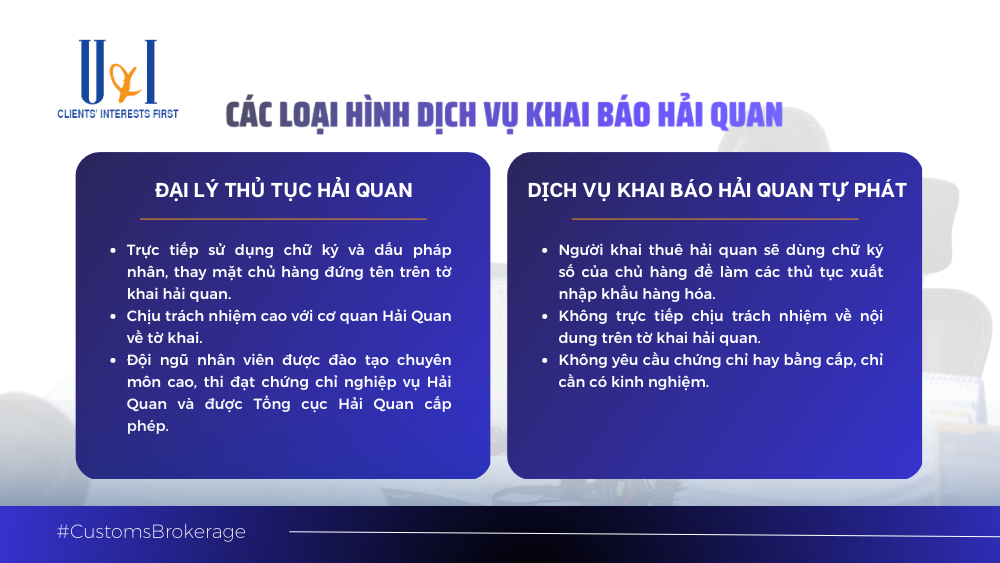 U&I
CLIENTS' INTERESTS FIRST
CÁC LOẠI HÌNH DỊCH VỤ KHAI BÁO HẢI QUAN
ĐẠI LÝ THỦ TỤC HẢI QUAN
Trực tiếp sử dụng chữ ký và dấu pháp
nhân, thay mặt chủ hàng đứng tên trên tờ
khai hải quan.
Chịu trách nhiệm cao với cơ quan Hải Quan
về tờ khai.
Đội ngũ nhân viên được đào tạo chuyên
môn cao, thi đạt chứng chỉ nghiệp vụ Hải
Quan và được Tổng cục Hải Quan cấp
phép.
DỊCH VỤ KHAI BÁO HẢI QUAN TỰ PHÁT
Người khai thuê hải quan sẽ dùng chữ ký
số của chủ hàng để làm các thủ tục xuất
nhập khẩu hàng hóa.
Không trực tiếp chịu trách nhiệm về nội
dung trên tờ khai hải quan.
Không yêu cầu chứng chỉ hay bằng cấp, chỉ
cần có kinh nghiệm.
#CustomsBrokerage